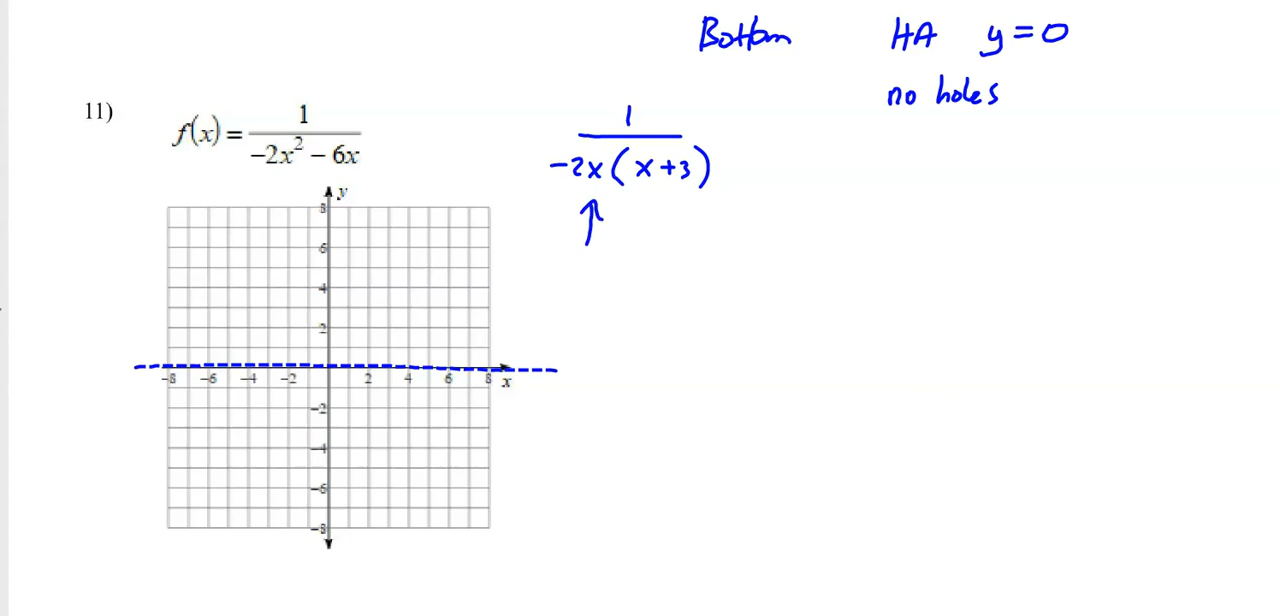 Bottom HA y = 0
no holes
11) f(x) = 1 / (-2x² - 6x)
1 / (-2x(x+3))
y
8
6
4
2
-8 -6 -4 -2 2 4 6 8 x
-2
-4
-6
-8